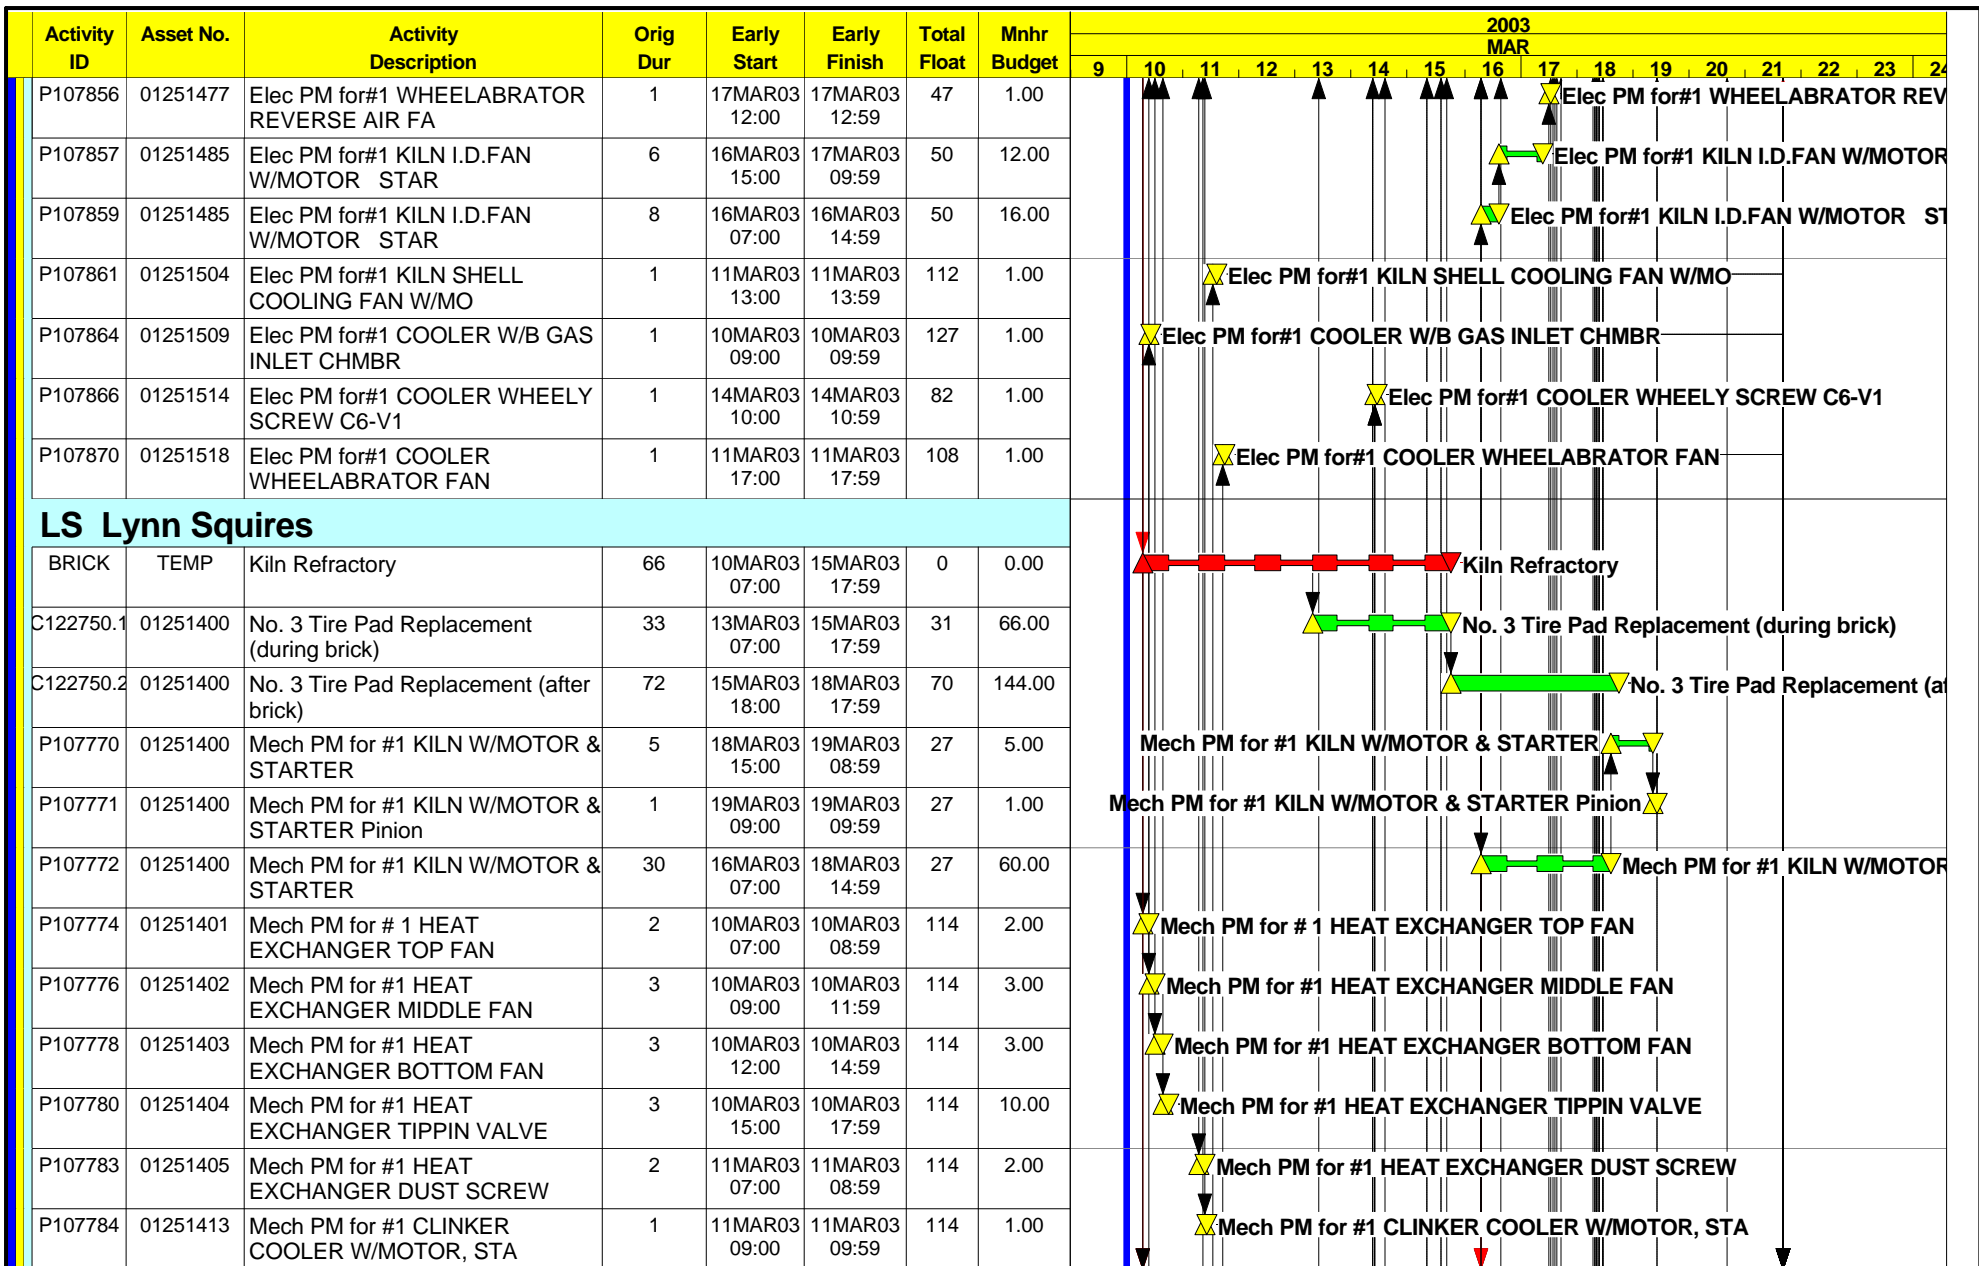 Activity ID Asset No. Activity Description Orig Dur Early Start Early Finish Total Float Mnhr Budget
2003
MAR
9 10 11 12 13 14 15 16 17 18 19 20 21 22 23 24
P107856 01251477 Elec PM for#1 WHEELABRATOR 1 17MAR03 17MAR03 47 1.00 Elec PM for#1 WHEELABRATOR REV
REVERSE AIR FA 12:00 12:59
P107857 01251485 Elec PM for#1 KILN I.D.FAN 6 16MAR03 17MAR03 50 12.00 Elec PM for#1 KILN I.D.FAN W/MOTOR
W/MOTOR STAR 15:00 09:59
P107859 01251485 Elec PM for#1 KILN I.D.FAN 8 16MAR03 16MAR03 50 16.00 Elec PM for#1 KILN I.D.FAN W/MOTOR ST
W/MOTOR STAR 07:00 14:59
P107861 01251504 Elec PM for#1 KILN SHELL 1 11MAR03 11MAR03 112 1.00 Elec PM for#1 KILN SHELL COOLING FAN W/MO
COOLING FAN W/MO 13:00 13:59
P107864 01251509 Elec PM for#1 COOLER W/B GAS 1 10MAR03 10MAR03 127 1.00 Elec PM for#1 COOLER W/B GAS INLET CHMBR
INLET CHMBR 09:00 09:59
P107866 01251514 Elec PM for#1 COOLER WHEELY 1 14MAR03 14MAR03 82 1.00 Elec PM for#1 COOLER WHEELY SCREW C6-V1
SCREW C6-V1 10:00 10:59
P107870 01251518 Elec PM for#1 COOLER 1 11MAR03 11MAR03 108 1.00 Elec PM for#1 COOLER WHEELABRATOR FAN
WHEELABRATOR FAN 17:00 17:59
LS Lynn Squires
BRICK TEMP Kiln Refractory 66 10MAR03 15MAR03 0 0.00 Kiln Refractory
07:00 17:59
C122750.1 01251400 No. 3 Tire Pad Replacement 33 13MAR03 15MAR03 31 66.00 No. 3 Tire Pad Replacement (during brick)
(during brick) 07:00 17:59
C122750.2 01251400 No. 3 Tire Pad Replacement (after 72 15MAR03 18MAR03 70 144.00 No. 3 Tire Pad Replacement (af
brick) 18:00 17:59
P107770 01251400 Mech PM for #1 KILN W/MOTOR & 5 18MAR03 19MAR03 27 5.00 Mech PM for #1 KILN W/MOTOR & STARTER
STARTER 15:00 08:59
P107771 01251400 Mech PM for #1 KILN W/MOTOR & 1 19MAR03 19MAR03 27 1.00 Mech PM for #1 KILN W/MOTOR & STARTER Pinion
STARTER Pinion 09:00 09:59
P107772 01251400 Mech PM for #1 KILN W/MOTOR & 30 16MAR03 18MAR03 27 60.00 Mech PM for #1 KILN W/MOTOR
STARTER 07:00 14:59
P107774 01251401 Mech PM for # 1 HEAT 2 10MAR03 10MAR03 114 2.00 Mech PM for # 1 HEAT EXCHANGER TOP FAN
EXCHANGER TOP FAN 07:00 08:59
P107776 01251402 Mech PM for #1 HEAT 3 10MAR03 10MAR03 114 3.00 Mech PM for #1 HEAT EXCHANGER MIDDLE FAN
EXCHANGER MIDDLE FAN 09:00 11:59
P107778 01251403 Mech PM for #1 HEAT 3 10MAR03 10MAR03 114 3.00 Mech PM for #1 HEAT EXCHANGER BOTTOM FAN
EXCHANGER BOTTOM FAN 12:00 14:59
P107780 01251404 Mech PM for #1 HEAT 3 10MAR03 10MAR03 114 10.00 Mech PM for #1 HEAT EXCHANGER TIPPIN VALVE
EXCHANGER TIPPIN VALVE 15:00 17:59
P107783 01251405 Mech PM for #1 HEAT 2 11MAR03 11MAR03 114 2.00 Mech PM for #1 HEAT EXCHANGER DUST SCREW
EXCHANGER DUST SCREW 07:00 08:59
P107784 01251413 Mech PM for #1 CLINKER 1 11MAR03 11MAR03 114 1.00 Mech PM for #1 CLINKER COOLER W/MOTOR, STA
COOLER W/MOTOR, STA 09:00 09:59